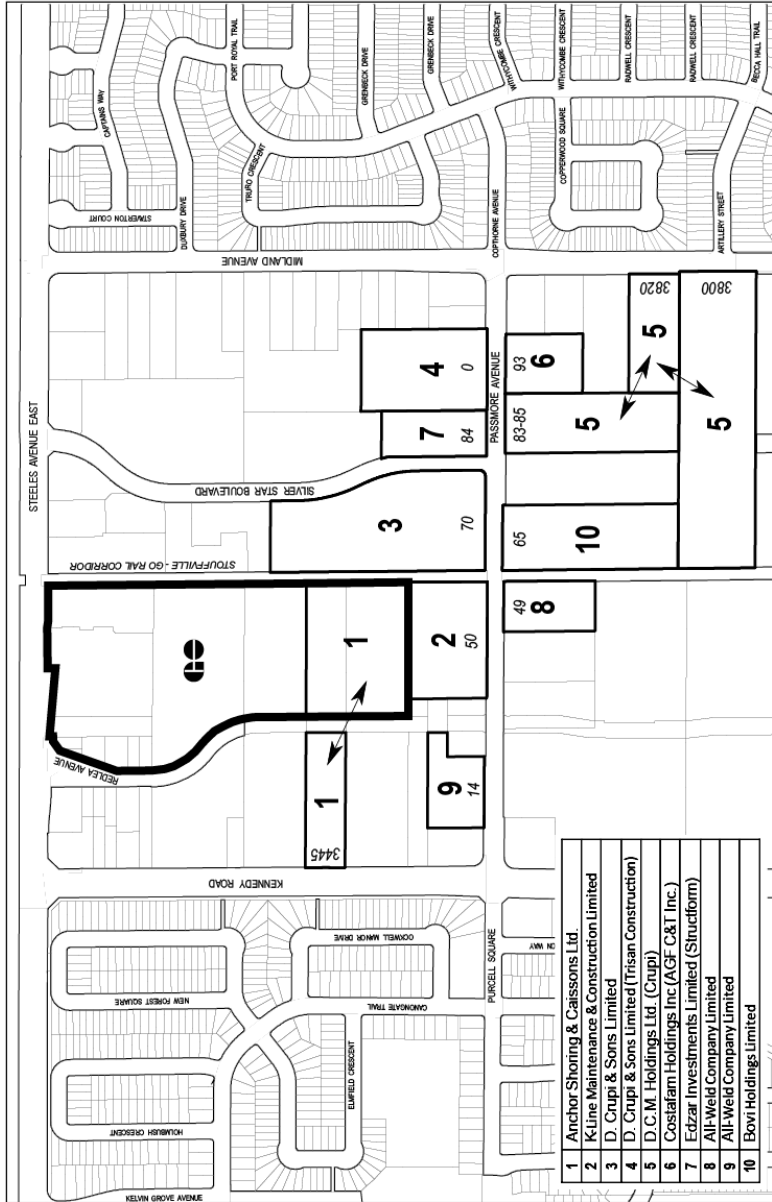 STEELES AVENUE EAST
CAPTAINS WAY
PORT ROYAL TRAIL
STAVERTON COURT
DUXBURY DRIVE
TRURO CRESCENT
GRENBECK DRIVE
GRENBECK DRIVE
WITHYCOMBE CRESCENT
WITHYCOMBE CRESCENT
RADWELL CRESCENT
RADWELL CRESCENT
BECCA HALL TRAIL
COPPERWOOD SQUARE
COPTHORNE AVENUE
ARTILLERY STREET
MIDLAND AVENUE
SILVER STAR BOULEVARD
STOUFFVILLE - GO RAIL CORRIDOR
PASSMORE AVENUE
4
0
7
84
3
70
6
93
5
3820
5
3800
5
83-85
10
65
GO
1
2
50
8
49
1
3445
9
14
REDLEA AVENUE
KENNEDY ROAD
OCKWELL MANOR DRIVE
CANONGATE TRAIL
NEW FOREST SQUARE
ELMFIELD CRESCENT
HOLMBUSH CRESCENT
KELVIN GROVE AVENUE
PURCELL SQUARE
ON WAY
1 Anchor Shoring & Caissons Ltd.
2 K-Line Maintenance & Construction Limited
3 D. Crupi & Sons Limited
4 D. Crupi & Sons Limited (Trisan Construction)
5 D.C.M. Holdings Ltd. (Crupi)
6 Costafam Holdings Inc (AGF C&T Inc.)
7 Edzar Investments Limited (Structform)
8 All-Weld Company Limited
9 All-Weld Company Limited
10 Bovi Holdings Limited